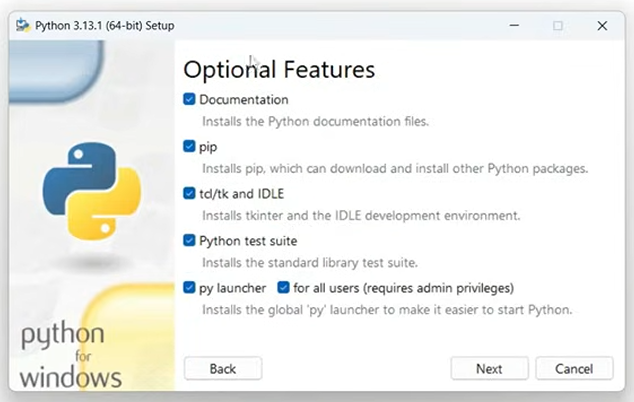 Python 3.13.1 (64-bit) Setup
Optional Features
Documentation
Installs the Python documentation files.
pip
Installs pip, which can download and install other Python packages.
tcl/tk and IDLE
Installs tkinter and the IDLE development environment.
Python test suite
Installs the standard library test suite.
py launcher for all users (requires admin privileges)
Installs the global 'py' launcher to make it easier to start Python.
python
for
windows
Back Next Cancel